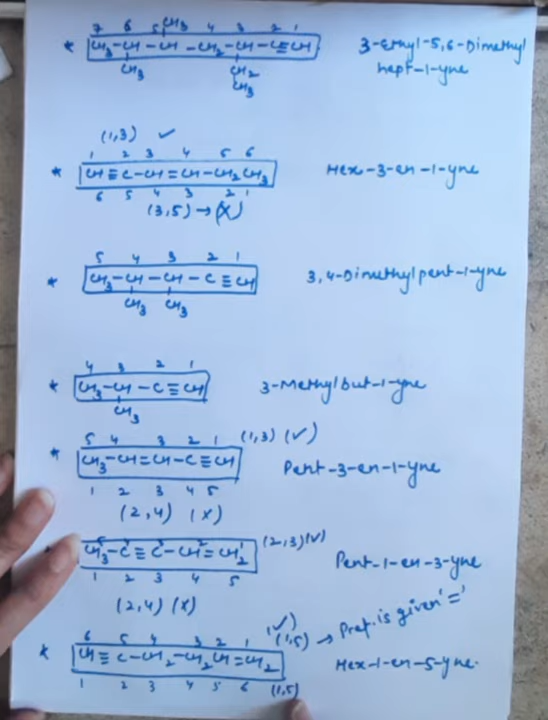 7 6 5 CH3 4 3 2 1
* CH3-CH-CH-CH2-CH-C≡CH 3-Ethyl-5,6-Dimethyl
CH3 CH2 hept-1-yne
CH3
(1,3) ✓
1 2 3 4 5 6
* CH≡C-CH=CH-CH2CH3 Hex-3-en-1-yne
6 5 4 3 2 1
(3,5)→(X)
5 4 3 2 1
* CH3-CH-CH-C≡CH 3,4-Dimethylpent-1-yne
CH3 CH3
4 3 2 1
* CH3-CH-C≡CH 3-Methylbut-1-yne
CH3
5 4 3 2 1 (1,3) (✓)
* CH3-CH=CH-C≡CH Pent-3-en-1-yne
1 2 3 4 5
(2,4) (X)
5 4 3 2 1 (2,3)(✓)
CH3-C≡C-CH=CH2 Pent-1-en-3-yne
1 2 3 4 5
(2,4) (X)
(✓)
6 5 4 3 2 1 (1,5) → Pref. is given '='
* CH≡C-CH2-CH2CH=CH2 Hex-1-en-5-yne.
1 2 3 4 5 6 (1,5)